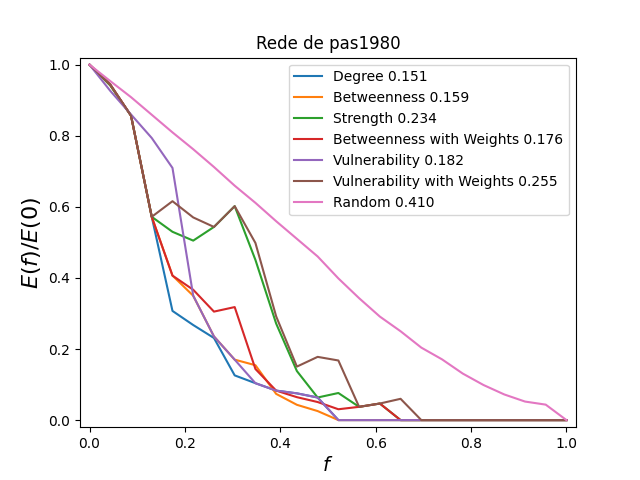 Rede de pas1980
E(f)/E(0)
1.0
0.8
0.6
0.4
0.2
0.0
Degree 0.151
Betweenness 0.159
Strength 0.234
Betweenness with Weights 0.176
Vulnerability 0.182
Vulnerability with Weights 0.255
Random 0.410
0.0 0.2 0.4 0.6 0.8 1.0
f